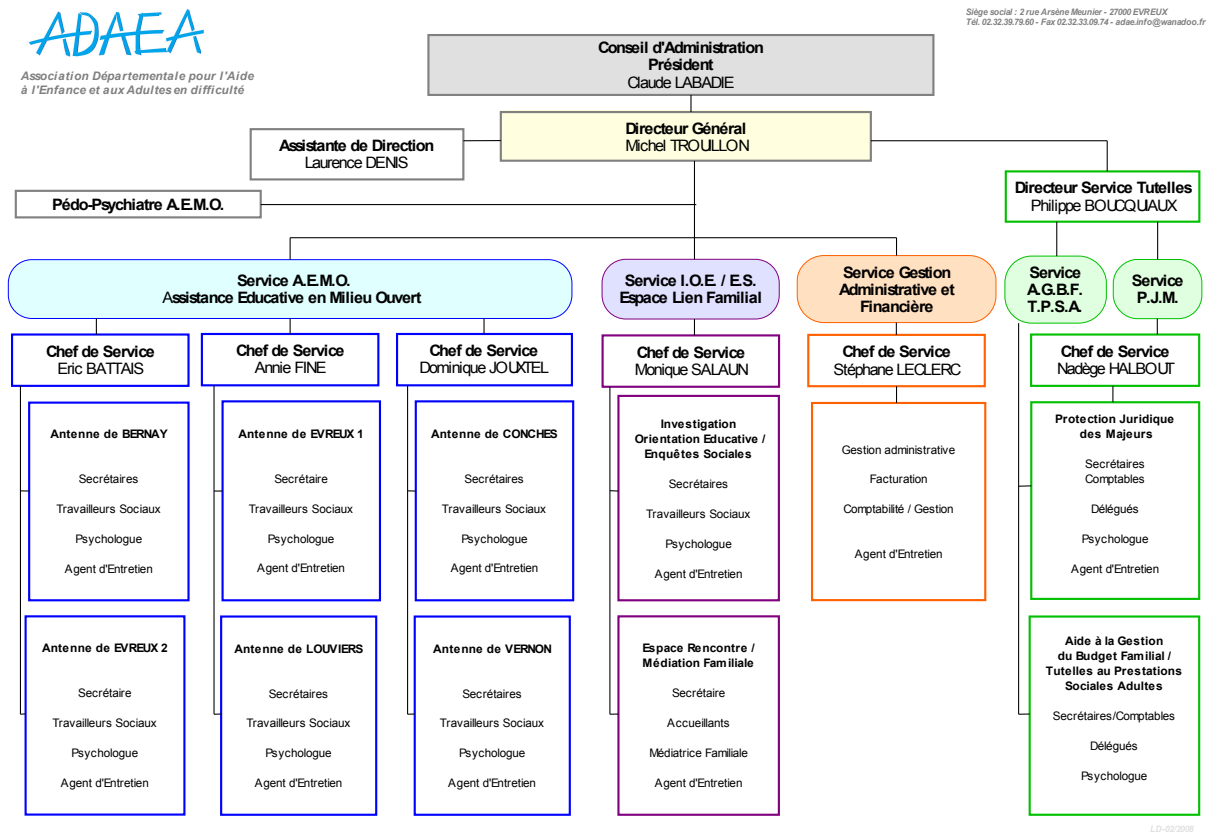 ADAEA
Association Départementale pour l'Aide
à l'Enfance et aux Adultes en difficulté
Siège social : 2 rue Arsène Meunier - 27000 EVREUX
Tél. 02.32.39.79.60 - Fax 02.32.33.09.74 - adae.info@wanadoo.fr
Conseil d'Administration
Président
Claude LABADIE
Directeur Général
Michel TROUILLON
Assistante de Direction
Laurence DENIS
Pédo-Psychiatre A.E.M.O.
Directeur Service Tutelles
Philippe BOUCQUIAUX
Service A.E.M.O.
Assistance Educative en Milieu Ouvert
Service I.O.E. / E.S.
Espace Lien Familial
Service Gestion
Administrative et
Financière
Service
A.G.B.F.
T.P.S.A.
Service
P.J.M.
Chef de Service
Eric BATTAIS
Chef de Service
Annie FINE
Chef de Service
Dominique JOUXTEL
Chef de Service
Monique SALAUN
Chef de Service
Stéphane LECLERC
Chef de Service
Nadège HALBOUT
Antenne de BERNAY
Secrétaires
Travailleurs Sociaux
Psychologue
Agent d'Entretien
Antenne de EVREUX 1
Secrétaire
Travailleurs Sociaux
Psychologue
Agent d'Entretien
Antenne de CONCHES
Secrétaires
Travailleurs Sociaux
Psychologue
Agent d'Entretien
Investigation
Orientation Educative /
Enquêtes Sociales
Secrétaires
Travailleurs Sociaux
Psychologue
Agent d'Entretien
Gestion administrative
Facturation
Comptabilité / Gestion
Agent d'Entretien
Protection Juridique
des Majeurs
Secrétaires
Comptables
Délégués
Psychologue
Agent d'Entretien
Antenne de EVREUX 2
Secrétaire
Travailleurs Sociaux
Psychologue
Agent d'Entretien
Antenne de LOUVIERS
Secrétaires
Travailleurs Sociaux
Psychologue
Agent d'Entretien
Antenne de VERNON
Secrétaires
Travailleurs Sociaux
Psychologue
Agent d'Entretien
Espace Rencontre /
Médiation Familiale
Secrétaire
Accueillants
Médiatrice Familiale
Agent d'Entretien
Aide à la Gestion
du Budget Familial /
Tutelles au Prestations
Sociales Adultes
Secrétaires/Comptables
Délégués
Psychologue
L.D-02/2008